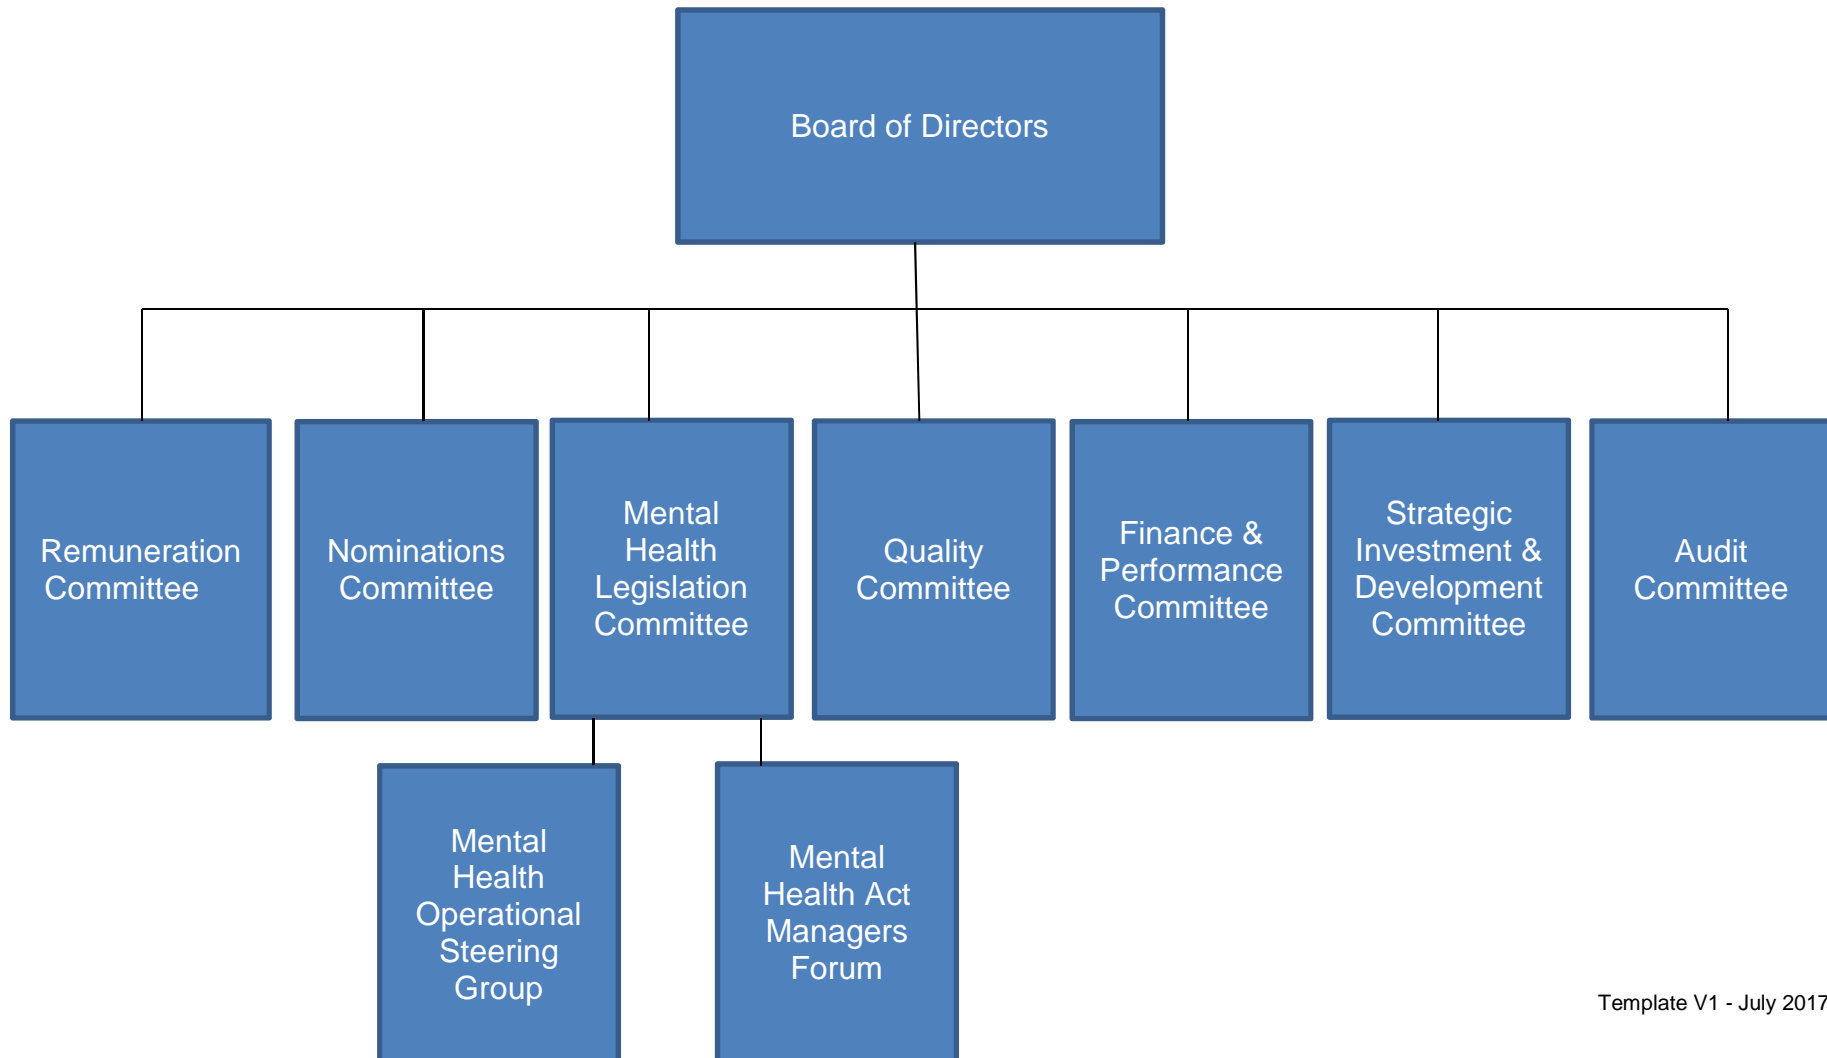 Board of Directors
Remuneration
Committee
Nominations
Committee
Mental
Health
Legislation
Committee
Quality
Committee
Finance &
Performance
Committee
Strategic
Investment &
Development
Committee
Audit
Committee
Mental
Health
Operational
Steering
Group
Mental
Health Act
Managers
Forum
Template V1 - July 2017